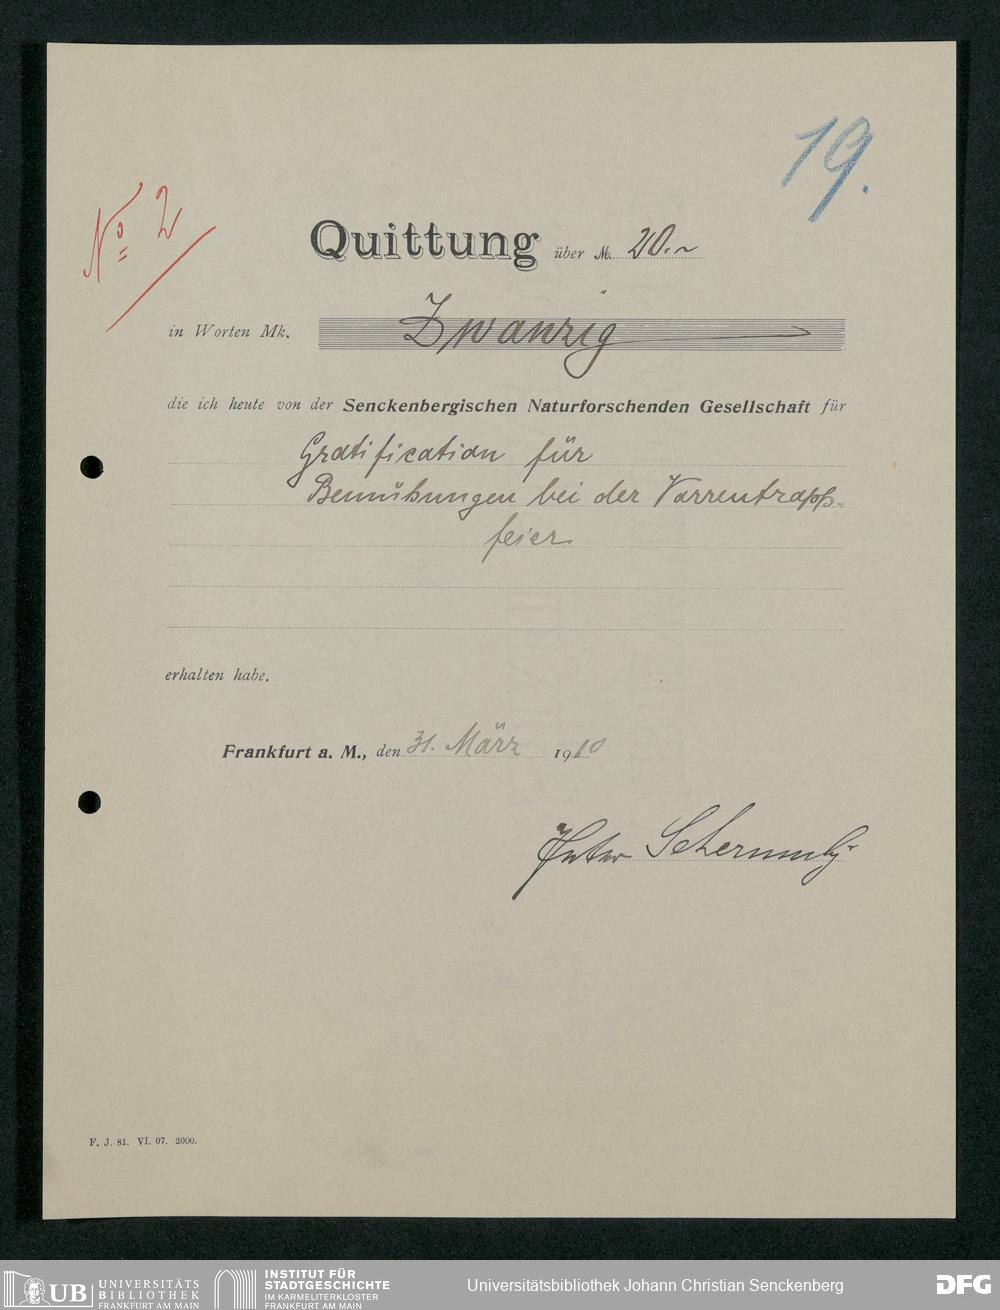 19.
No 2
Quittung über M. 20.~
in Worten Mk. Zwanzig
die ich heute von der Senckenbergischen Naturforschenden Gesellschaft für
Gratification für
Bemühungen bei der Varrentrapp-
feier
erhalten habe.
Frankfurt a. M., den 31. März 1910
Schermuly
F. J. 81. VI. 07. 2000.
UB UNIVERSITÄTS BIBLIOTHEK FRANKFURT AM MAIN
INSTITUT FÜR STADTGESCHICHTE IM KARMELITERKLOSTER FRANKFURT AM MAIN
Universitätsbibliothek Johann Christian Senckenberg
DFG